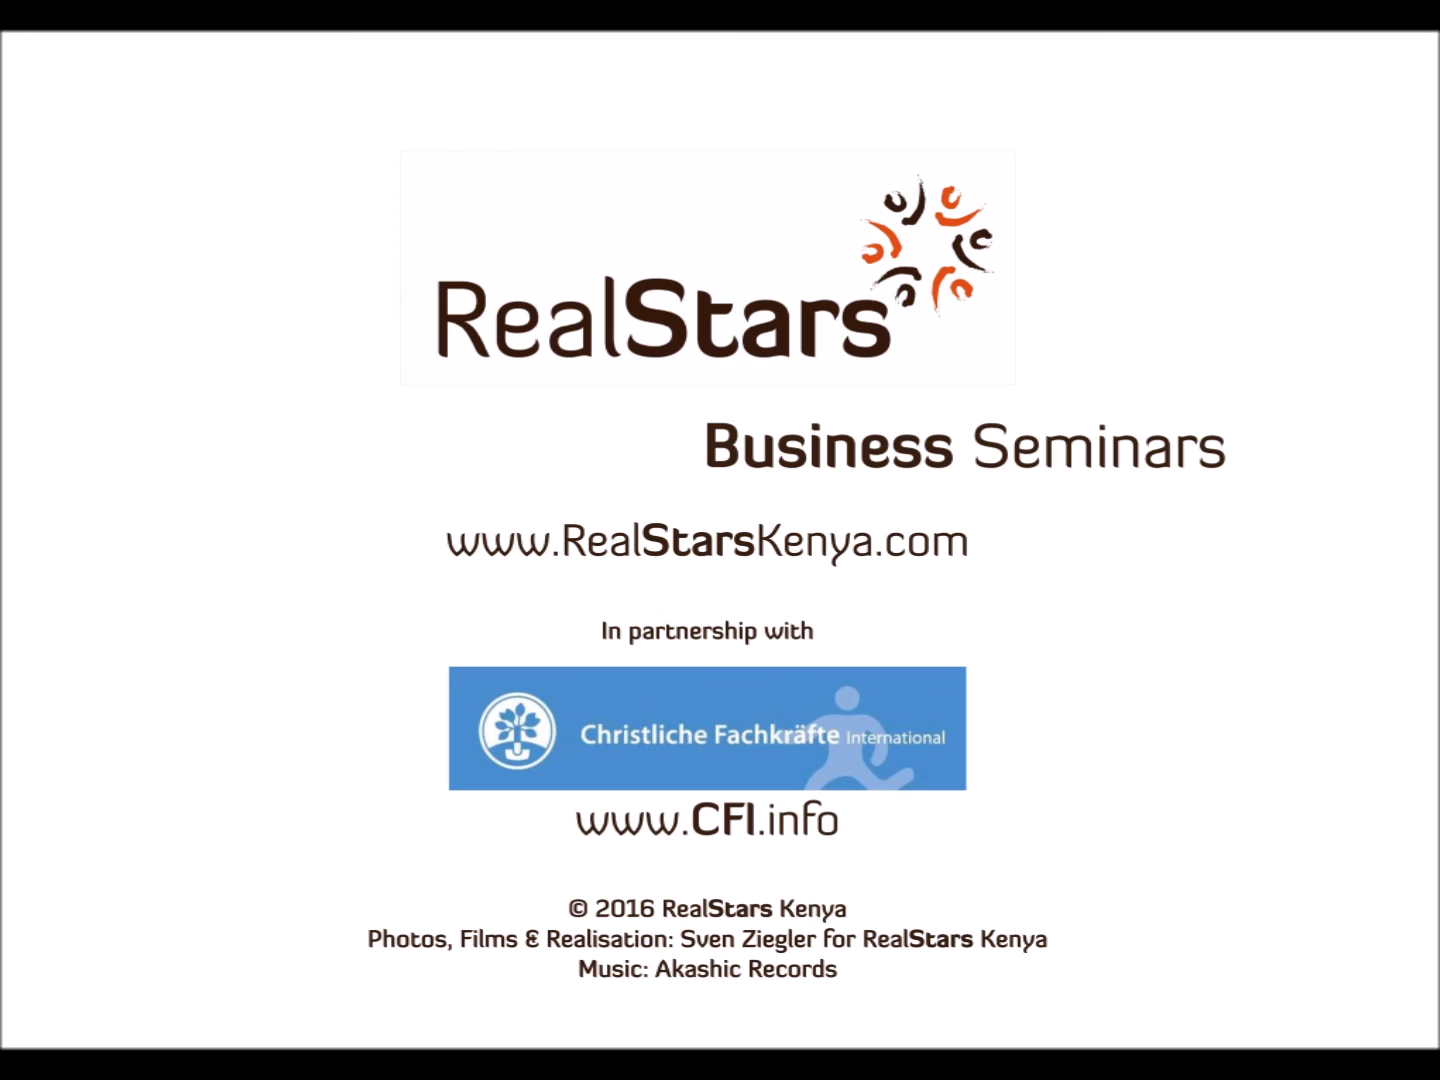 RealStars
Business Seminars
www.RealStarsKenya.com
In partnership with
Christliche Fachkräfte International
www.CFI.info
© 2016 RealStars Kenya
Photos, Films & Realisation: Sven Ziegler for RealStars Kenya
Music: Akashic Records